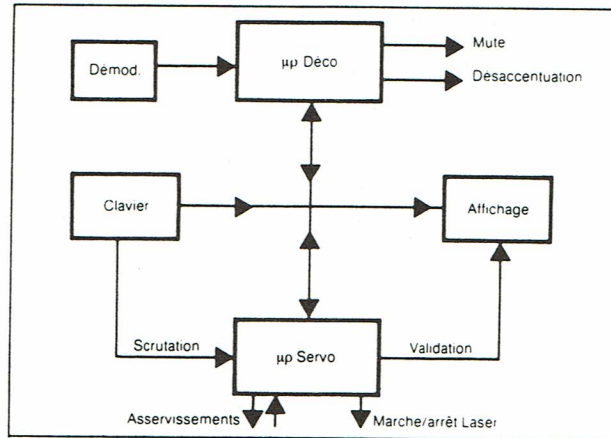 Mute
µp Déco
Démod.
Désaccentuation
Clavier
Affichage
Scrutation
Validation
µp Servo
Asservissements
Marche/arrêt Laser